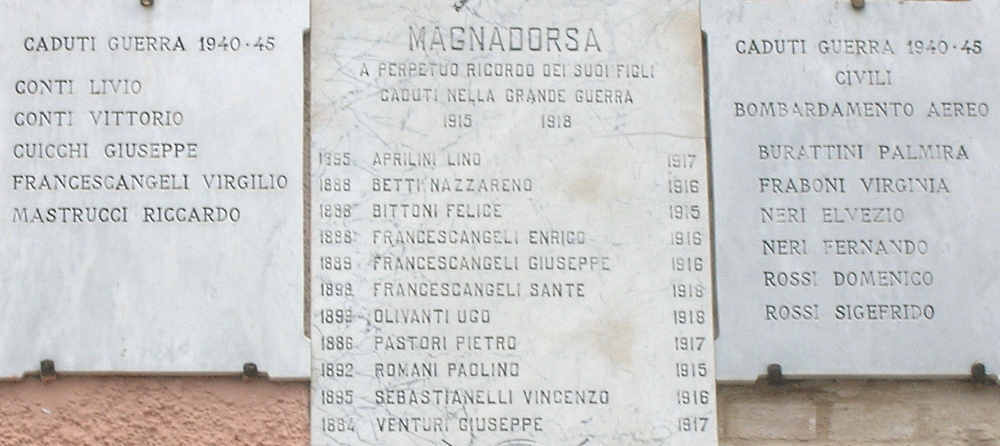 CADUTI GUERRA 1940·45
CONTI LIVIO
CONTI VITTORIO
CUICCHI GIUSEPPE
FRANCESCANGELI VIRGILIO
MASTRUCCI RICCARDO
MAGNADORSA
A PERPETUO RICORDO DEI SUOI FIGLI
CADUTI NELLA GRANDE GUERRA
1915 1918
APRILINI LINO 1917
1888 BETTI NAZZARENO 1916
1888 BITTONI FELICE 1915
1888 FRANCESCANGELI ENRICO 1916
1889 FRANCESCANGELI GIUSEPPE 1916
1898 FRANCESCANGELI SANTE 1918
1899 OLIVANTI UGO 1918
1886 PASTORI PIETRO 1917
1892 ROMANI PAOLINO 1915
1895 SEBASTIANELLI VINCENZO 1916
1884 VENTURI GIUSEPPE 1917
CADUTI GUERRA 1940·45
CIVILI
BOMBARDAMENTO AEREO
BURATTINI PALMIRA
FRABONI VIRGINIA
NERI ELVEZIO
NERI FERNANDO
ROSSI DOMENICO
ROSSI SIGEFRIDO